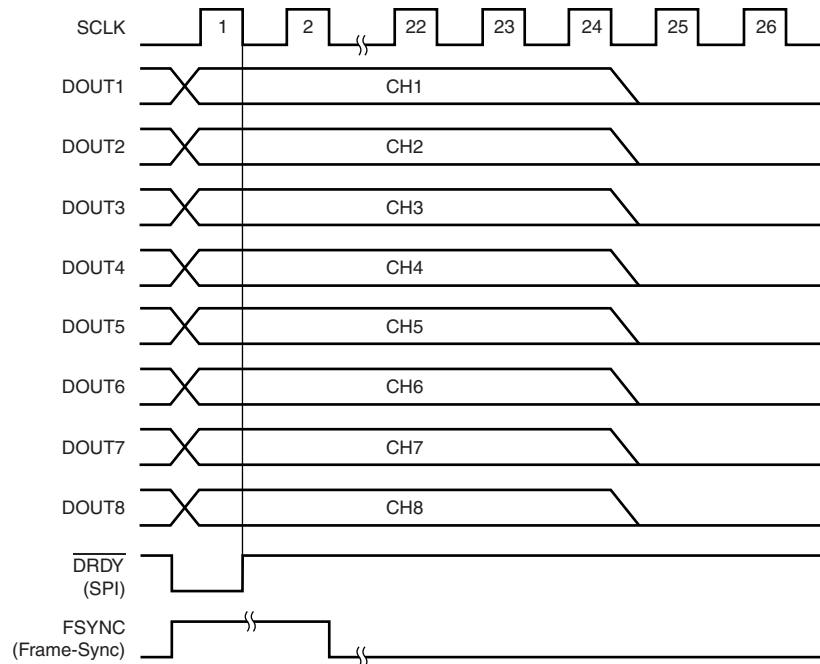 SCLK 1 2 22 23 24 25 26
DOUT1 CH1
DOUT2 CH2
DOUT3 CH3
DOUT4 CH4
DOUT5 CH5
DOUT6 CH6
DOUT7 CH7
DOUT8 CH8
DRDY
(SPI)
FSYNC
(Frame-Sync)